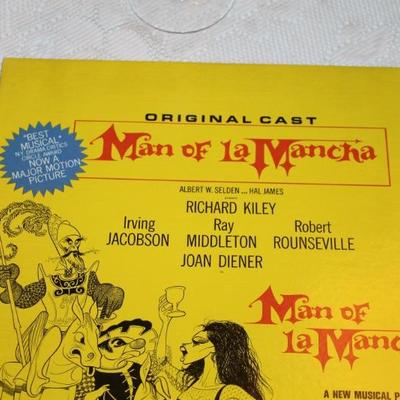 ORIGINAL CAST
"BEST
MUSICAL"
N.Y. DRAMA CRITICS
CIRCLE AWARD
NOW A
MAJOR MOTION
PICTURE
Man of La Mancha
ALBERT W. SELDEN ... HAL JAMES
RICHARD KILEY
Irving Ray Robert
JACOBSON MIDDLETON ROUNSEVILLE
JOAN DIENER
Man of
La Manc
A NEW MUSICAL P